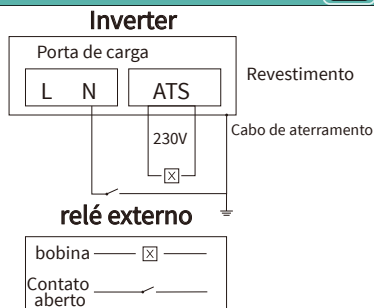 Inverter
Porta de carga
L N ATS
Revestimento
230V
Cabo de aterramento
X
relé externo
bobina X
Contato
aberto